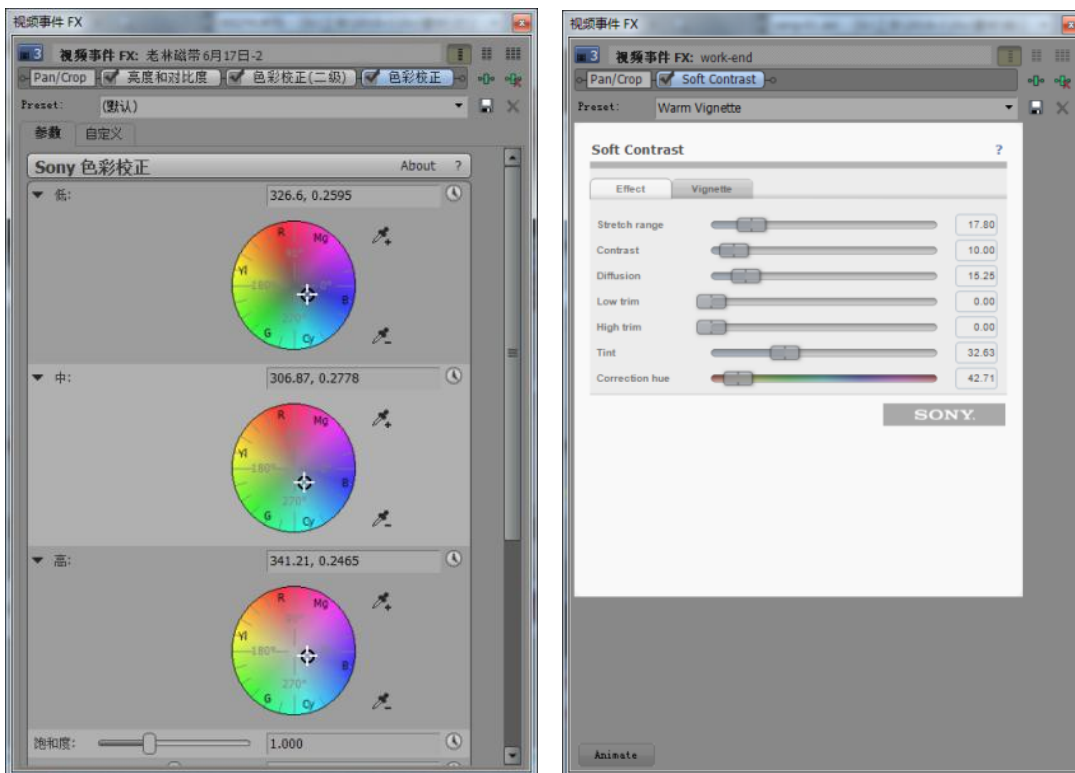 视频事件 FX
3 视频事件 FX: 老林磁带6月17日-2
Pan/Crop 亮度和对比度 色彩校正(二级) 色彩校正
Preset: (默认)
参数 自定义
Sony 色彩校正 About ?
低: 326.6, 0.2595
R Mg
Yl
180° 0° B
270°
G Cy
中: 306.87, 0.2778
R Mg
Yl
180° B
270°
G Cy
高: 341.21, 0.2465
R Mg
Yl
180° B
270°
G Cy
饱和度: 1.000
视频事件 FX
3 视频事件 FX: work-end
Pan/Crop Soft Contrast
Preset: Warm Vignette
Soft Contrast ?
Effect Vignette
Stretch range 17.80
Contrast 10.00
Diffusion 15.25
Low trim 0.00
High trim 0.00
Tint 32.63
Correction hue 42.71
SONY.
Animate